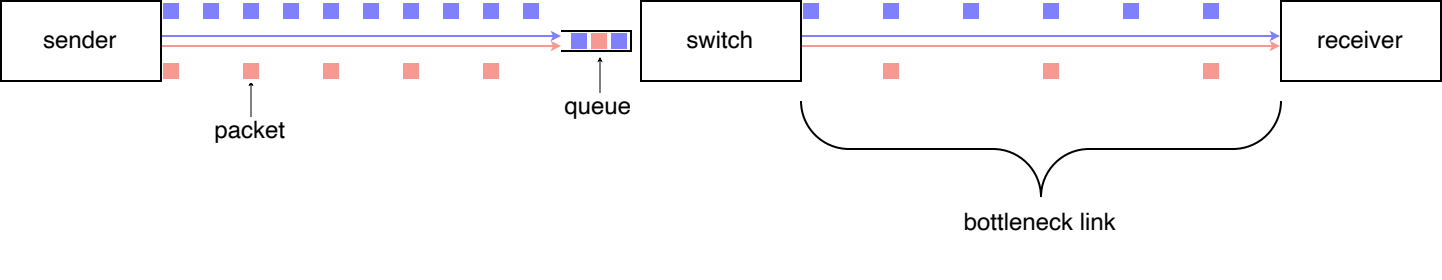 sender
switch
receiver
queue
packet
bottleneck link